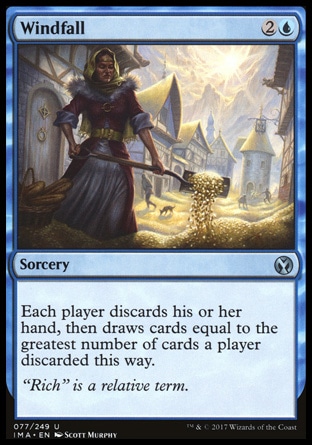 Windfall 2
Sorcery
Each player discards his or her
hand, then draws cards equal to the
greatest number of cards a player
discarded this way.
“Rich” is a relative term.
077/249 U
IMA • EN Scott Murphy
™ & © 2017 Wizards of the Coast